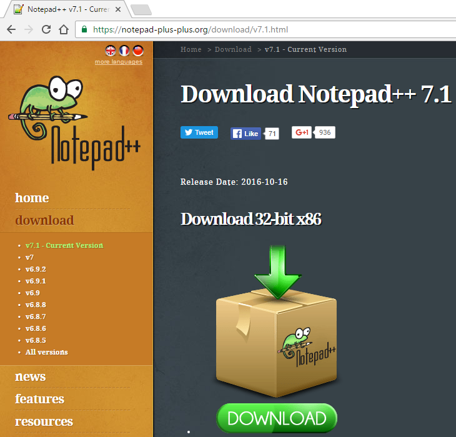 Notepad++ v7.1 - Curren
https://notepad-plus-plus.org/download/v7.1.html
more languages
Notepad++
home
download
v7.1 - Current Version
v7
v6.9.2
v6.9.1
v6.9
v6.8.8
v6.8.7
v6.8.6
v6.8.5
All versions
news
features
resources
Home > Download > v7.1 - Current Version
Download Notepad++ 7.1
Tweet
Like 71
G+1 936
Release Date: 2016-10-16
Download 32-bit x86
Notepad++
DOWNLOAD